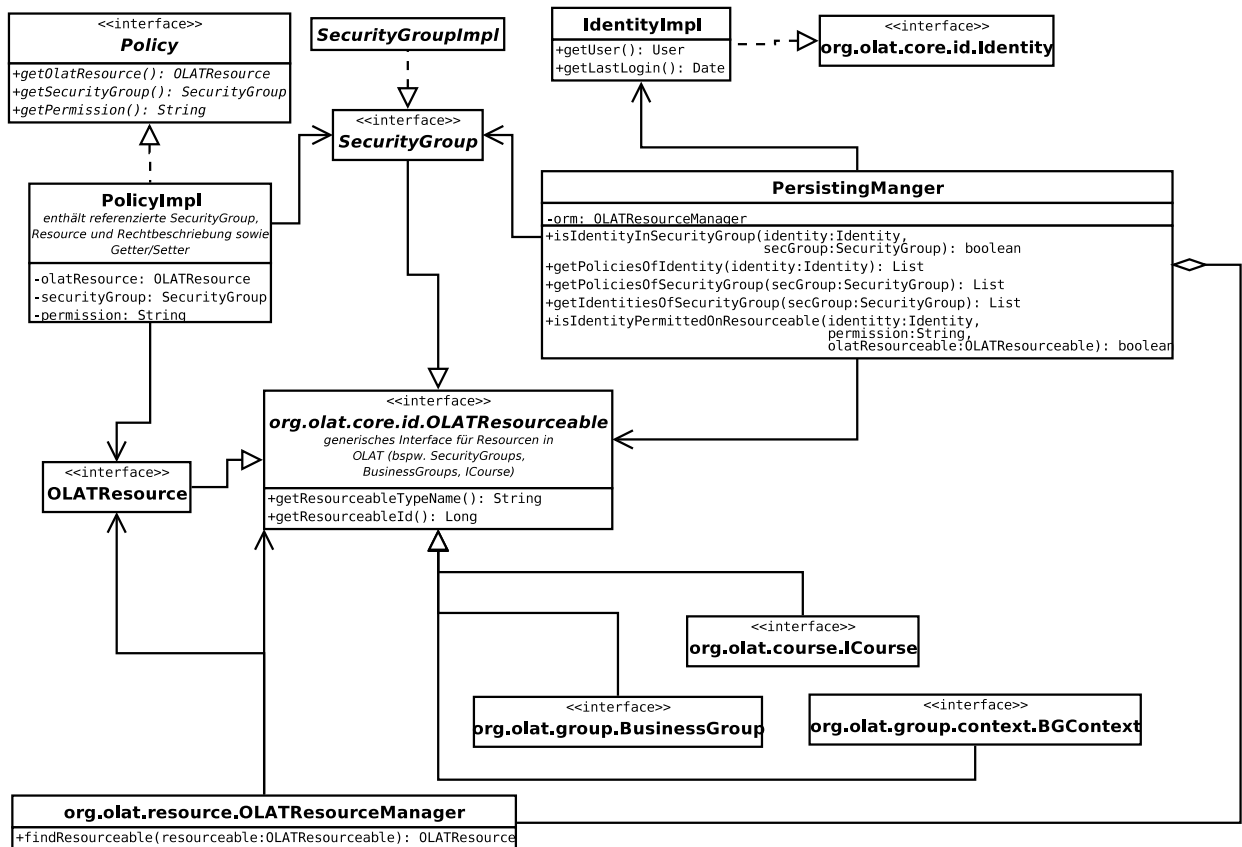 <<interface>>
Policy
+getOlatResource(): OLATResource
+getSecurityGroup(): SecurityGroup
+getPermission(): String
SecurityGroupImpl
IdentityImpl
+getUser(): User
+getLastLogin(): Date
<<interface>>
org.olat.core.id.Identity
<<interface>>
SecurityGroup
PolicyImpl
enthält referenzierte SecurityGroup,
Resource und Rechtbeschriebung sowie
Getter/Setter
-olatResource: OLATResource
-securityGroup: SecurityGroup
-permission: String
PersistingManger
-orm: OLATResourceManager
+isIdentityInSecurityGroup(identity:Identity,
secGroup:SecurityGroup): boolean
+getPoliciesOfIdentity(identity:Identity): List
+getPoliciesOfSecurityGroup(secGroup:SecurityGroup): List
+getIdentitiesOfSecurityGroup(secGroup:SecurityGroup): List
+isIdentityPermittedOnResourceable(identitty:Identity,
permission:String,
olatResourceable:OLATResourceable): boolean
<<interface>>
org.olat.core.id.OLATResourceable
generisches Interface für Resourcen in
OLAT (bspw. SecurityGroups,
BusinessGroups, ICourse)
+getResourceableTypeName(): String
+getResourceableId(): Long
<<interface>>
OLATResource
<<interface>>
org.olat.course.ICourse
<<interface>>
org.olat.group.BusinessGroup
<<interface>>
org.olat.group.context.BGContext
org.olat.resource.OLATResourceManager
+findResourceable(resourceable:OLATResourceable): OLATResource